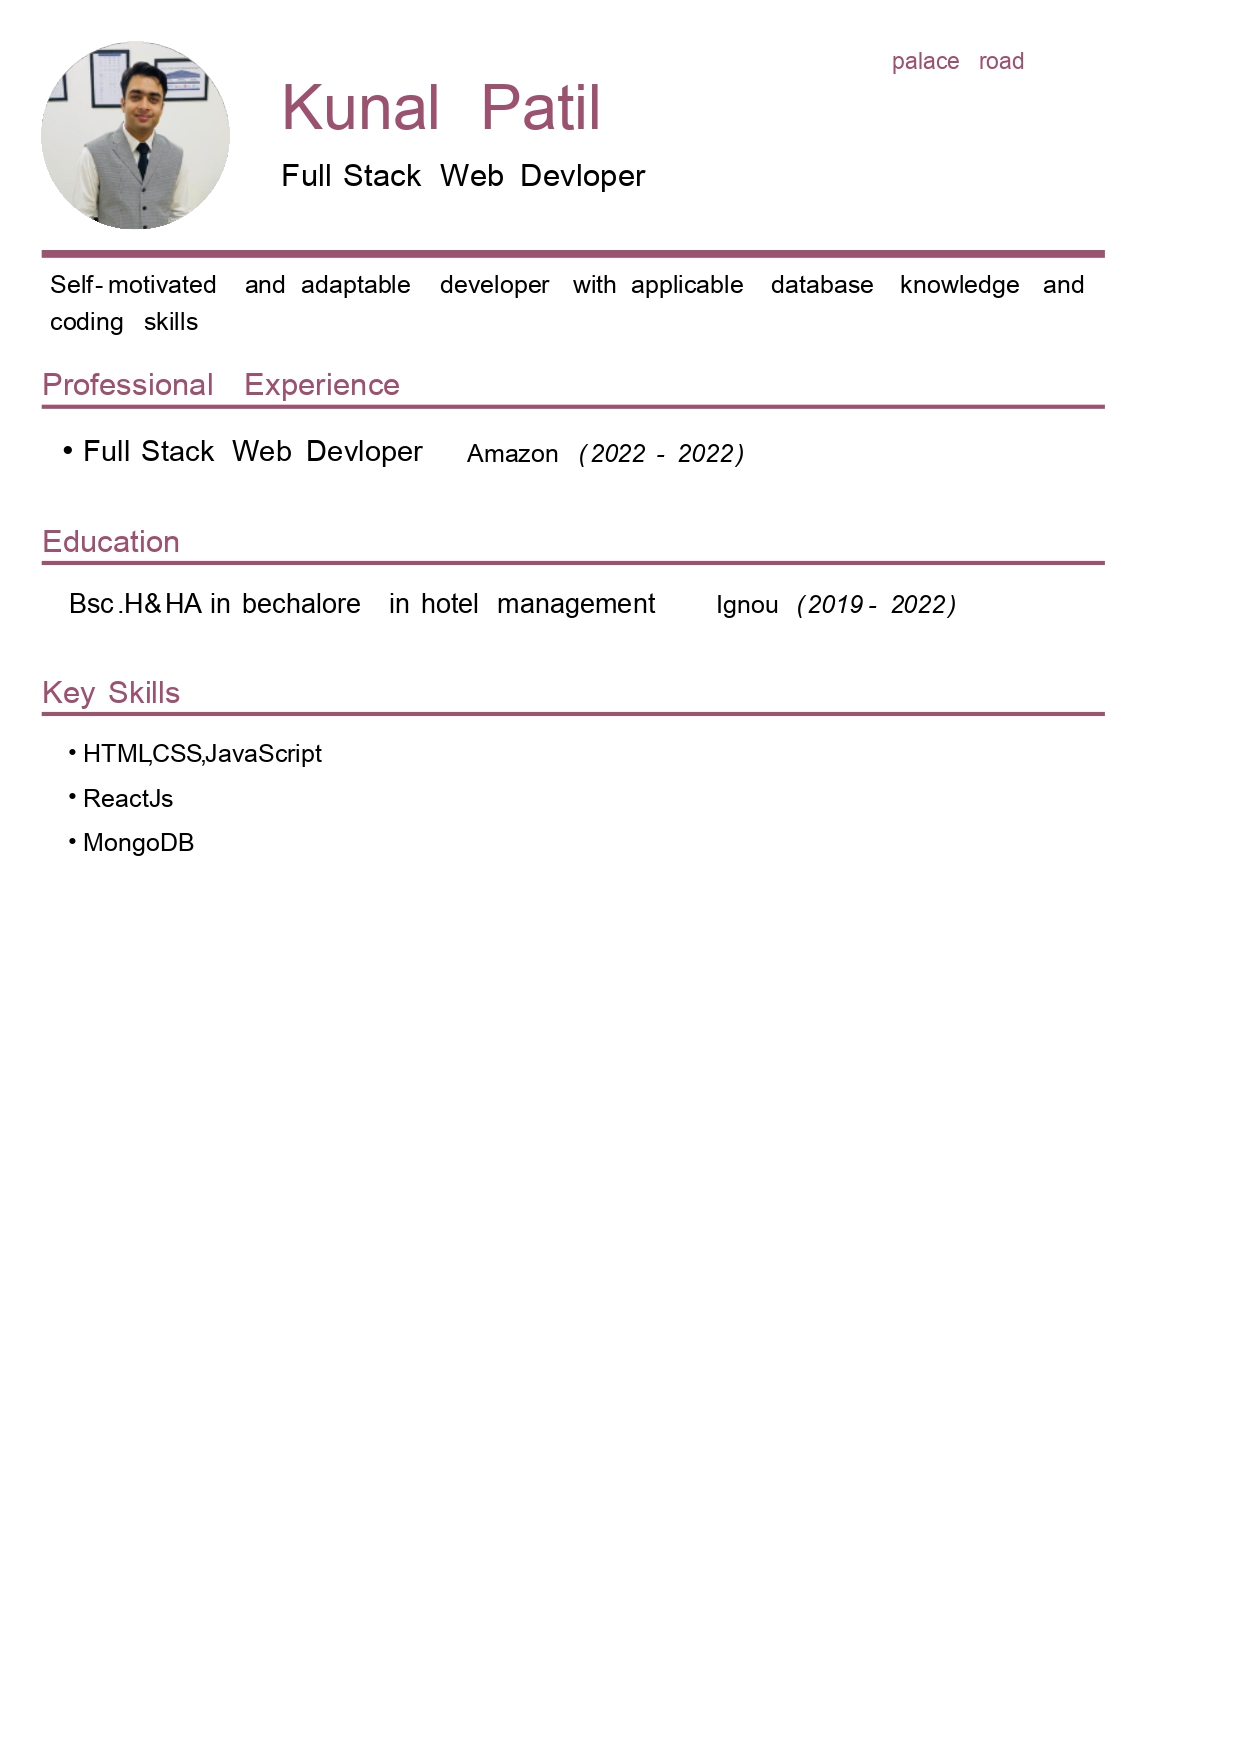 palace road
Kunal Patil
Full Stack Web Devloper
Self-motivated and adaptable developer with applicable database knowledge and
coding skills
Professional Experience
• Full Stack Web Devloper Amazon (2022 - 2022)
Education
Bsc.H&HA in bechalore in hotel management Ignou (2019 - 2022)
Key Skills
• HTML,CSS,JavaScript
• ReactJs
• MongoDB